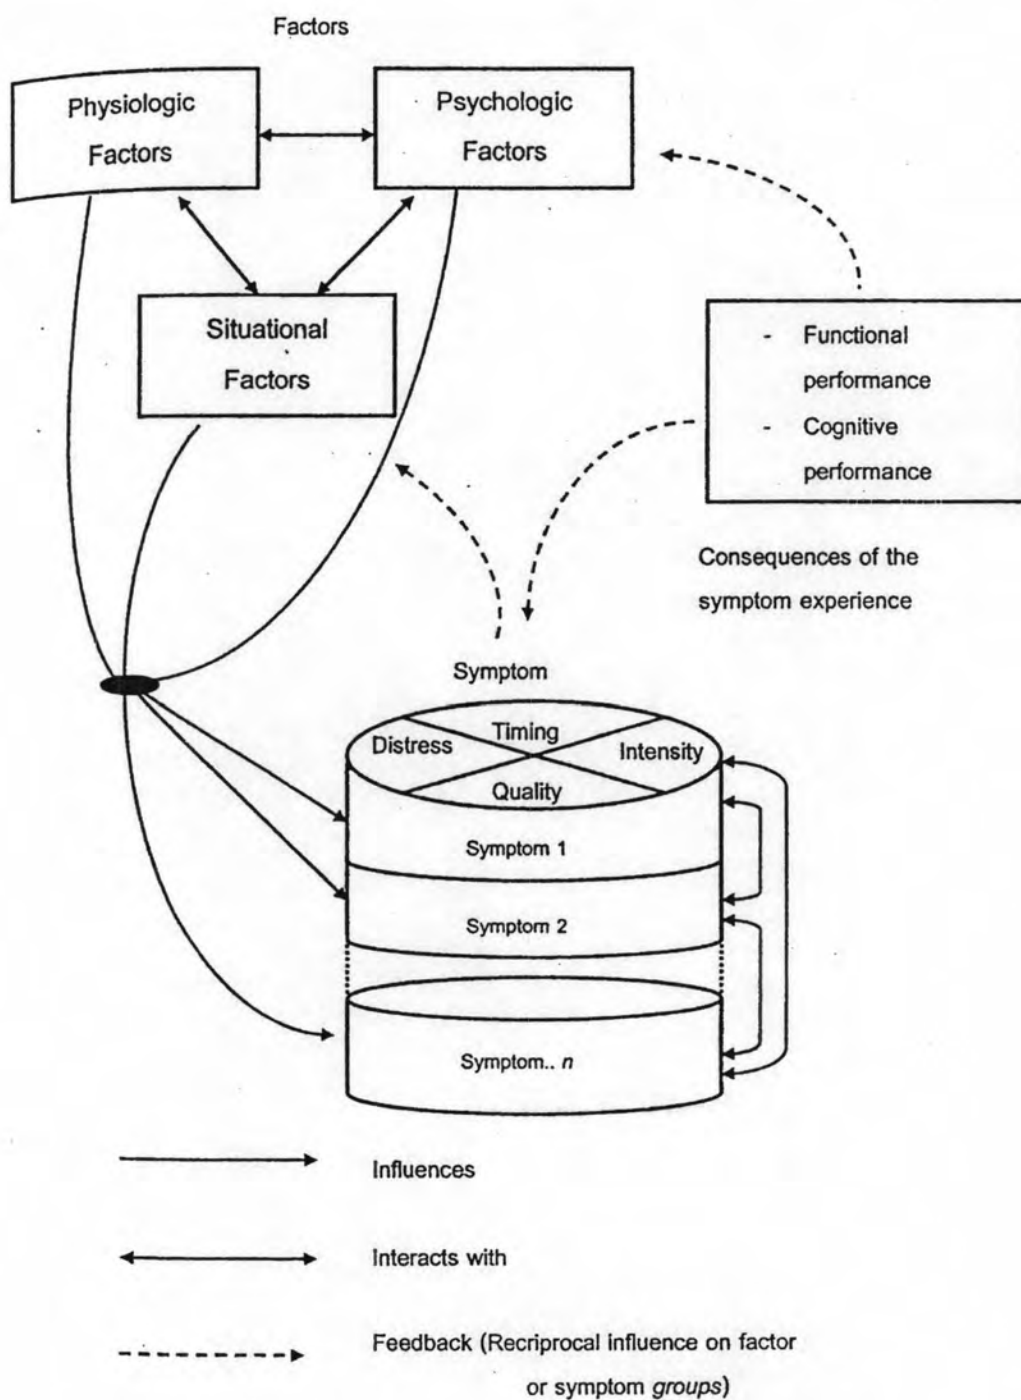 Factors
Physiologic
Factors
Psychologic
Factors
Situational
Factors
- Functional
performance
- Cognitive
performance
Consequences of the
symptom experience
Symptom
Timing
Distress
Intensity
Quality
Symptom 1
Symptom 2
Symptom.. n
Influences
Interacts with
Feedback (Recriprocal influence on factor
or symptom groups)